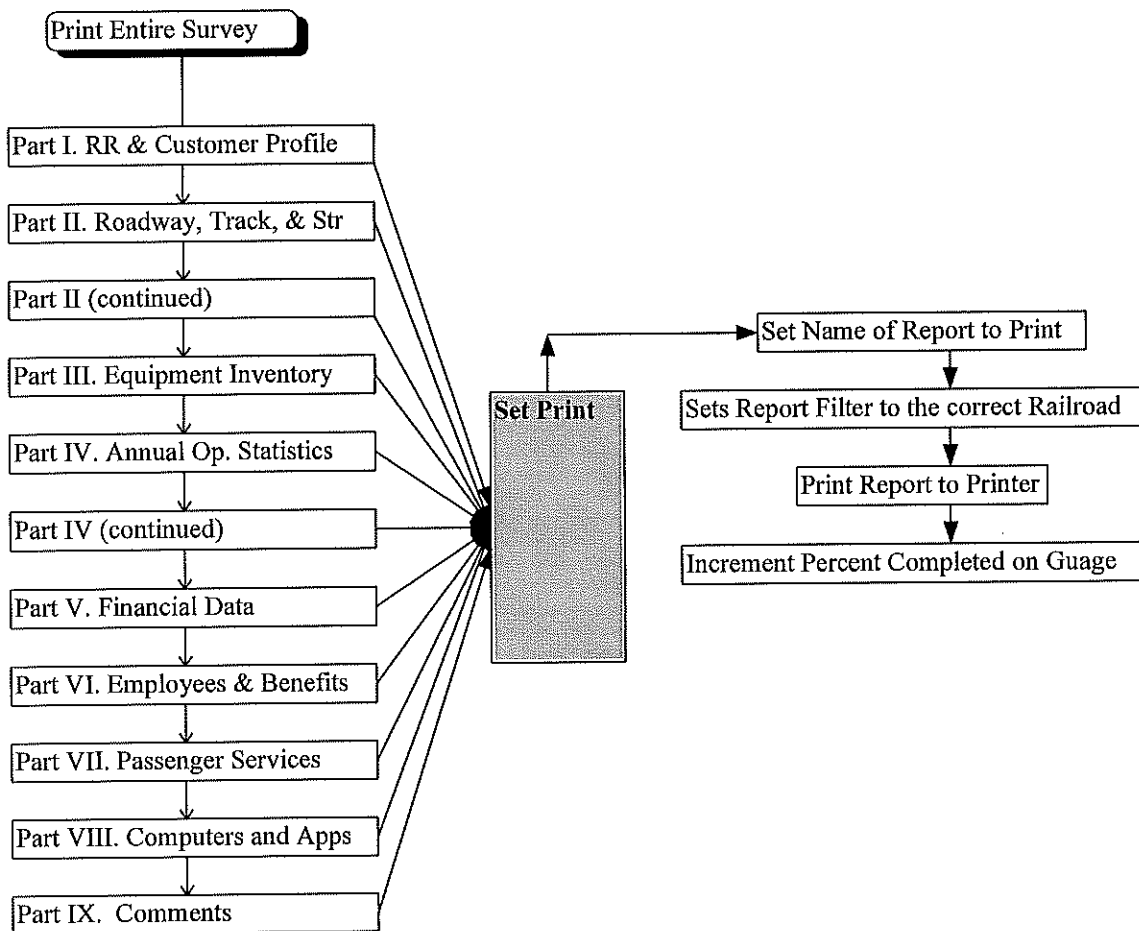 Print Entire Survey
Part I. RR & Customer Profile
Part II. Roadway, Track, & Str
Part II (continued)
Part III. Equipment Inventory
Part IV. Annual Op. Statistics
Part IV (continued)
Part V. Financial Data
Part VI. Employees & Benefits
Part VII. Passenger Services
Part VIII. Computers and Apps
Part IX. Comments
Set Print
Set Name of Report to Print
Sets Report Filter to the correct Railroad
Print Report to Printer
Increment Percent Completed on Guage